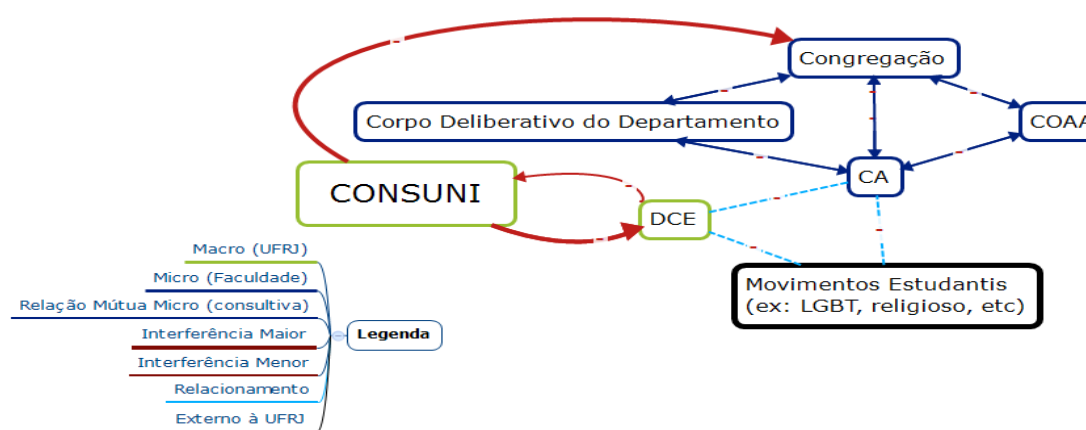 Congregação
Corpo Deliberativo do Departamento
COAA
CONSUNI
CA
DCE
Movimentos Estudantis
(ex: LGBT, religioso, etc)
Macro (UFRJ)
Micro (Faculdade)
Relação Mútua Micro (consultiva)
Interferência Maior
Legenda
Interferência Menor
Relacionamento
Externo à UFRJ